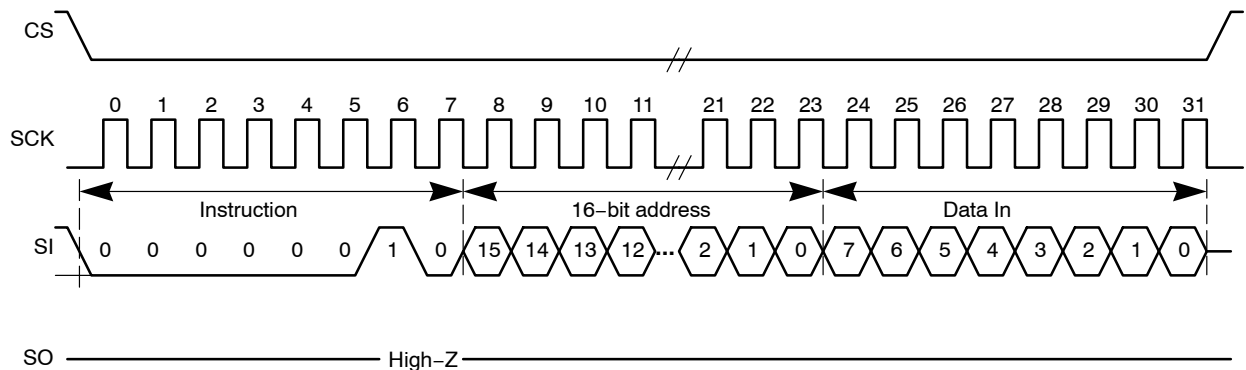 CS
0 1 2 3 4 5 6 7 8 9 10 11 21 22 23 24 25 26 27 28 29 30 31
SCK
Instruction 16−bit address Data In
SI 0 0 0 0 0 0 1 0 15 14 13 12 ... 2 1 0 7 6 5 4 3 2 1 0
SO High−Z